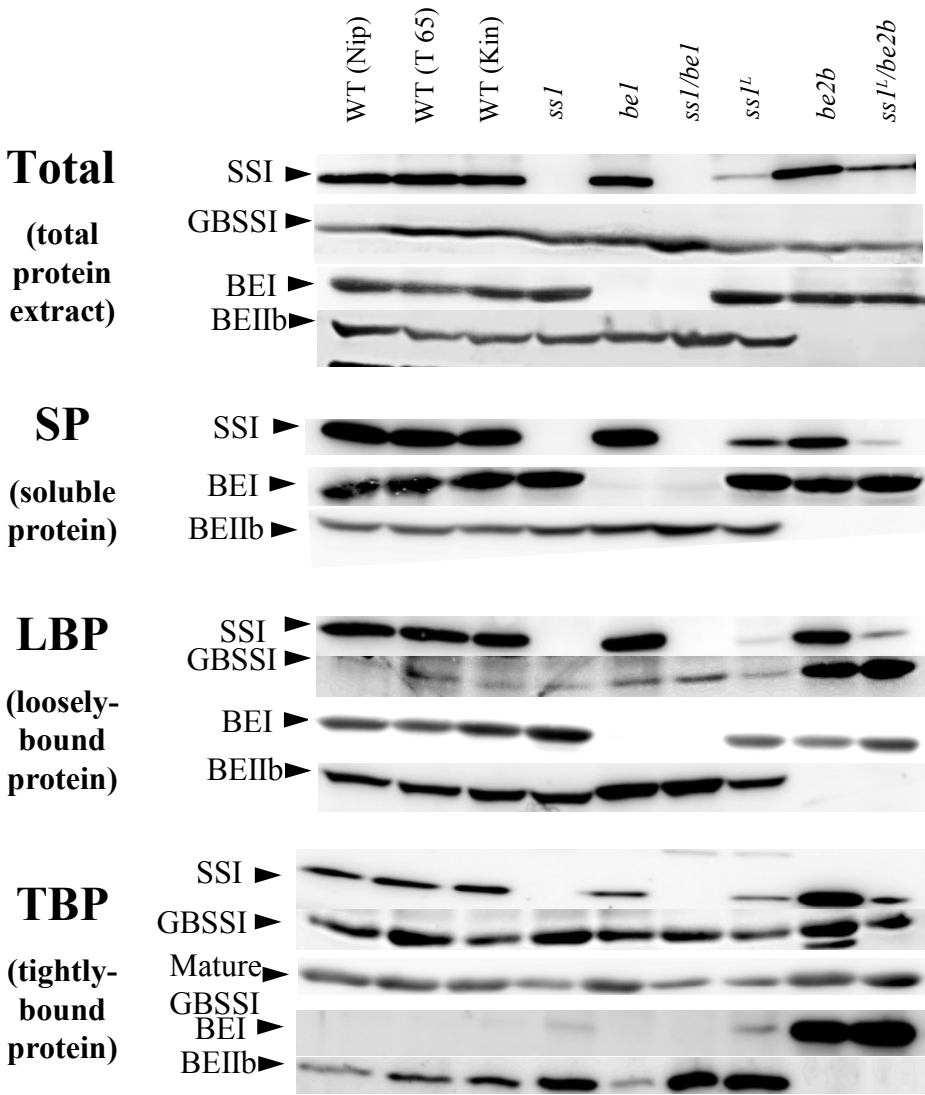 WT (Nip)
WT (T 65)
WT (Kin)
ss1
be1
ss1/be1
ss1ᴸ
be2b
ss1ᴸ/be2b
Total
(total
protein
extract)
SSI
GBSSI
BEI
BEIIb
SP
(soluble
protein)
SSI
BEI
BEIIb
LBP
(loosely-
bound
protein)
SSI
GBSSI
BEI
BEIIb
TBP
(tightly-
bound
protein)
SSI
GBSSI
Mature
GBSSI
BEI
BEIIb